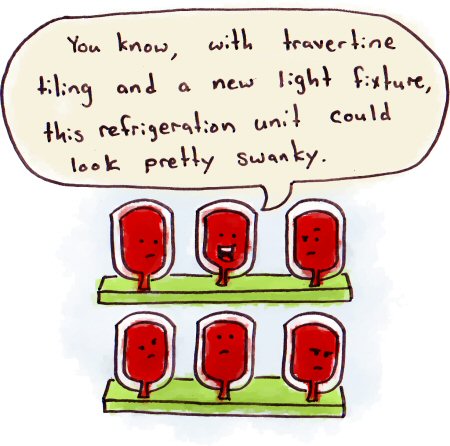 You know, with travertine
tiling and a new light fixture,
this refrigeration unit could
look pretty swanky.